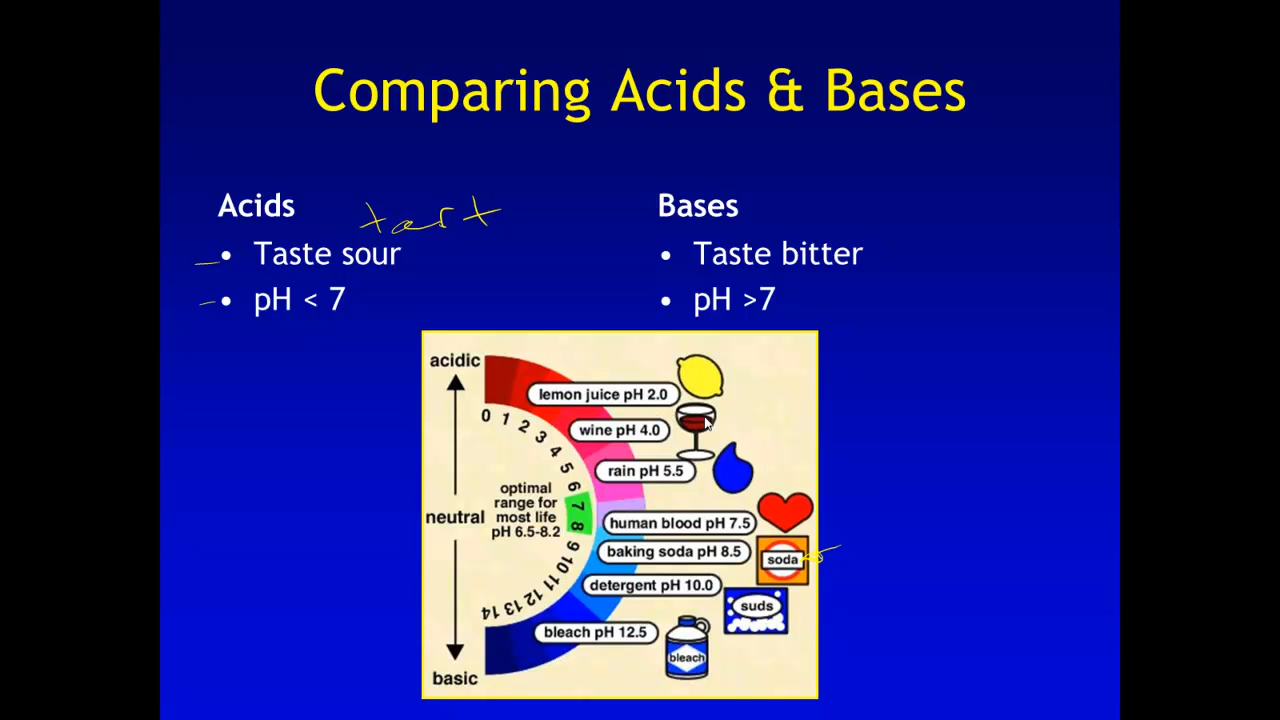 Comparing Acids & Bases
Acids
tart
• Taste sour
• pH < 7
Bases
• Taste bitter
• pH >7
acidic
neutral
basic
0 1 2 3 4 5 6 7 8 9 10 11 12 13 14
optimal
range for
most life
pH 6.5-8.2
lemon juice pH 2.0
wine pH 4.0
rain pH 5.5
human blood pH 7.5
baking soda pH 8.5
soda
detergent pH 10.0
suds
bleach pH 12.5
bleach